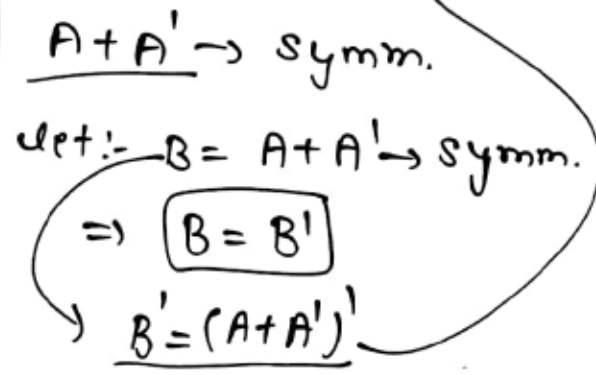 A + A' → symm.
let :- B = A + A' → symm.
⇒ B = B'
B' = (A + A')'